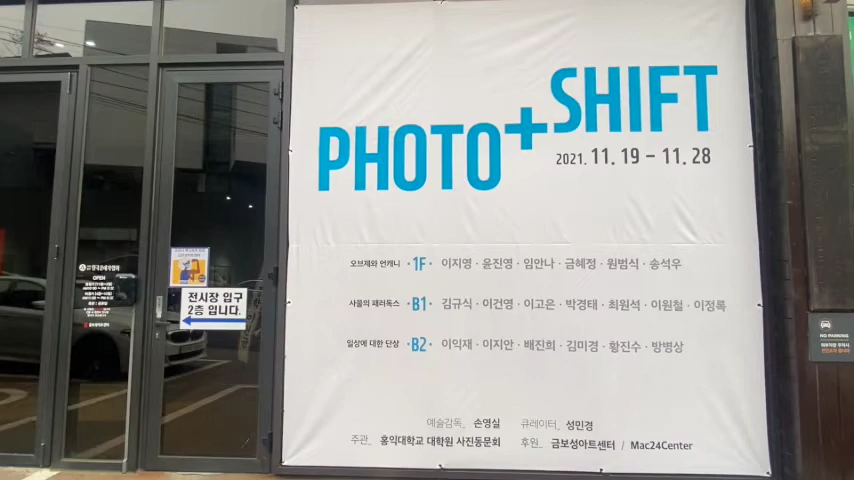 PHOTO+SHIFT
2021. 11. 19 – 11. 28
오브제와 언캐니 ·1F· 이지영 · 윤진영 · 임안나 · 금혜정 · 원범식 · 송석우
사물의 패러독스 ·B1· 김규식 · 이건영 · 이고은 · 박경태 · 최원석 · 이원철 · 이정록
일상에 대한 단상 ·B2· 이익재 · 이지안 · 배진희 · 김미경 · 황진수 · 방병상
예술감독_ 손영실 큐레이터_ 성민경
주관_ 홍익대학교 대학원 사진동문회 후원_ 금보성아트센터 / Mac24Center
OPEN
전시장 입구
2층 입니다.
NO PARKING